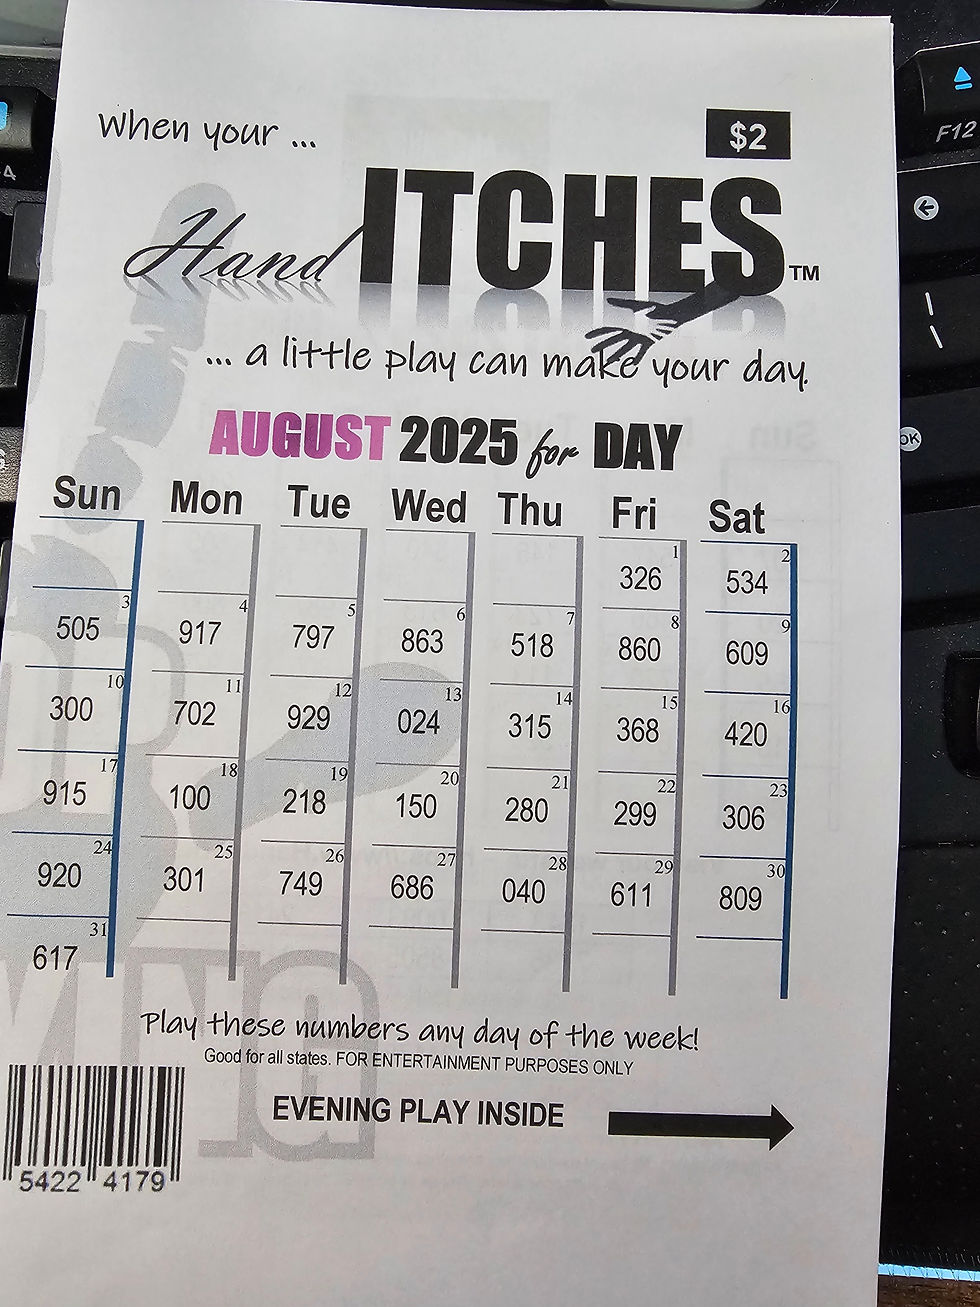 when your ...
$2
Hand ITCHES™
... a little play can make your day.
AUGUST 2025 for DAY
Sun Mon Tue Wed Thu Fri Sat
1 2
326 534
3 4 5 6 7 8 9
505 917 797 863 518 860 609
10 11 12 13 14 15 16
300 702 929 024 315 368 420
17 18 19 20 21 22 23
915 100 218 150 280 299 306
24 25 26 27 28 29 30
920 301 749 686 040 611 809
31
617
Play these numbers any day of the week!
Good for all states. FOR ENTERTAINMENT PURPOSES ONLY
EVENING PLAY INSIDE
5422 4179
F12
OK